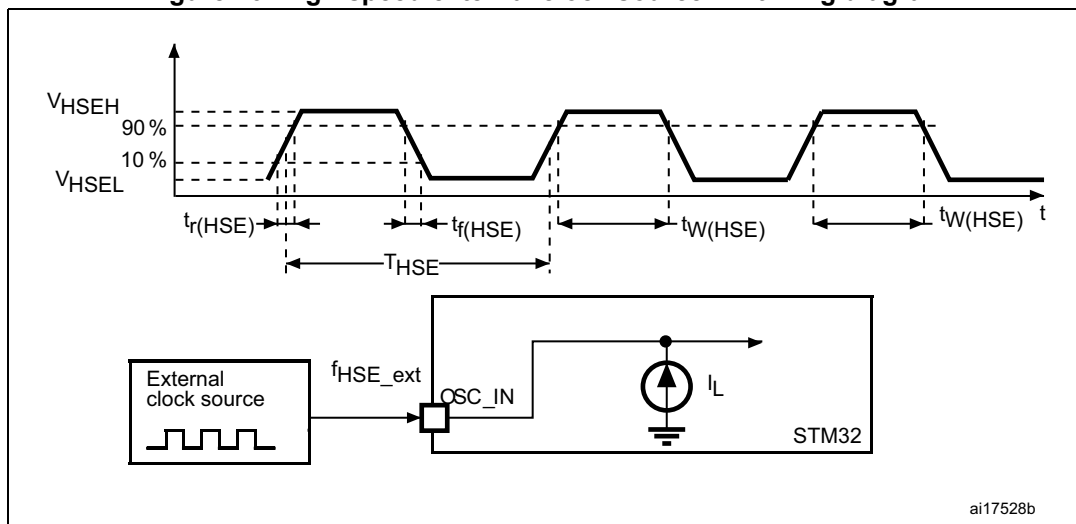 V_HSEH
90 %
10 %
V_HSEL
t_r(HSE)
t_f(HSE)
t_W(HSE)
t_W(HSE)
t
T_HSE
External
clock source
f_HSE_ext
OSC_IN
I_L
STM32
ai17528b